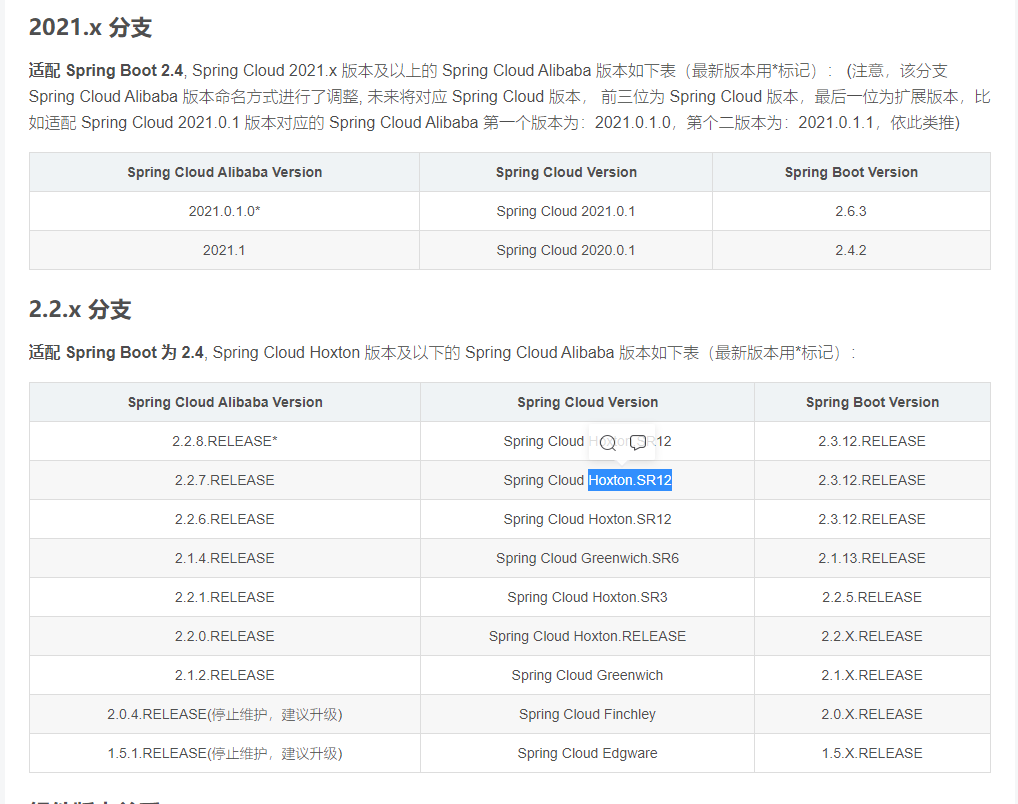 2021.x 分支
适配 Spring Boot 2.4, Spring Cloud 2021.x 版本及以上的 Spring Cloud Alibaba 版本如下表（最新版本用*标记）： (注意，该分支
Spring Cloud Alibaba 版本命名方式进行了调整, 未来将对应 Spring Cloud 版本， 前三位为 Spring Cloud 版本，最后一位为扩展版本，比
如适配 Spring Cloud 2021.0.1 版本对应的 Spring Cloud Alibaba 第一个版本为：2021.0.1.0，第个二版本为：2021.0.1.1，依此类推)
Spring Cloud Alibaba Version Spring Cloud Version Spring Boot Version
2021.0.1.0* Spring Cloud 2021.0.1 2.6.3
2021.1 Spring Cloud 2020.0.1 2.4.2
2.2.x 分支
适配 Spring Boot 为 2.4, Spring Cloud Hoxton 版本及以下的 Spring Cloud Alibaba 版本如下表（最新版本用*标记）：
Spring Cloud Alibaba Version Spring Cloud Version Spring Boot Version
2.2.8.RELEASE* Spring Cloud Hoxton.SR12 2.3.12.RELEASE
2.2.7.RELEASE Spring Cloud Hoxton.SR12 2.3.12.RELEASE
2.2.6.RELEASE Spring Cloud Hoxton.SR12 2.3.12.RELEASE
2.1.4.RELEASE Spring Cloud Greenwich.SR6 2.1.13.RELEASE
2.2.1.RELEASE Spring Cloud Hoxton.SR3 2.2.5.RELEASE
2.2.0.RELEASE Spring Cloud Hoxton.RELEASE 2.2.X.RELEASE
2.1.2.RELEASE Spring Cloud Greenwich 2.1.X.RELEASE
2.0.4.RELEASE(停止维护，建议升级) Spring Cloud Finchley 2.0.X.RELEASE
1.5.1.RELEASE(停止维护，建议升级) Spring Cloud Edgware 1.5.X.RELEASE